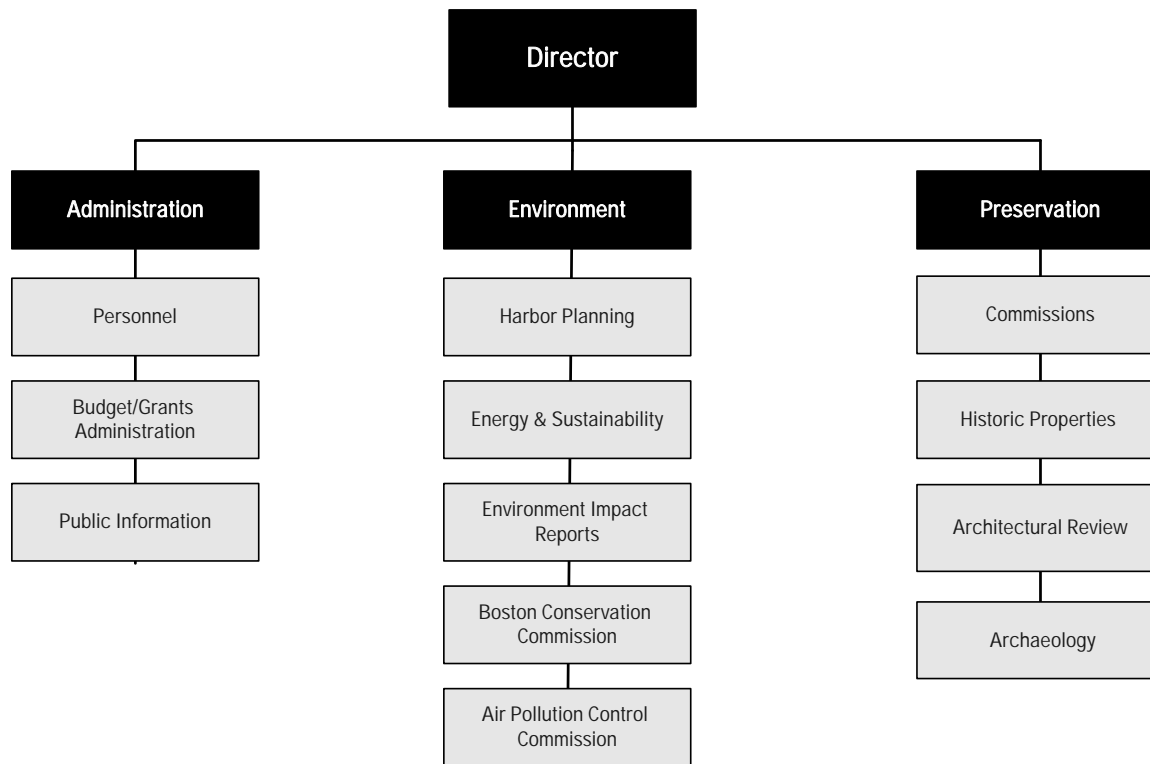 Director
Administration
Environment
Preservation
Personnel
Budget/Grants
Administration
Public Information
Harbor Planning
Energy & Sustainability
Environment Impact
Reports
Boston Conservation
Commission
Air Pollution Control
Commission
Commissions
Historic Properties
Architectural Review
Archaeology